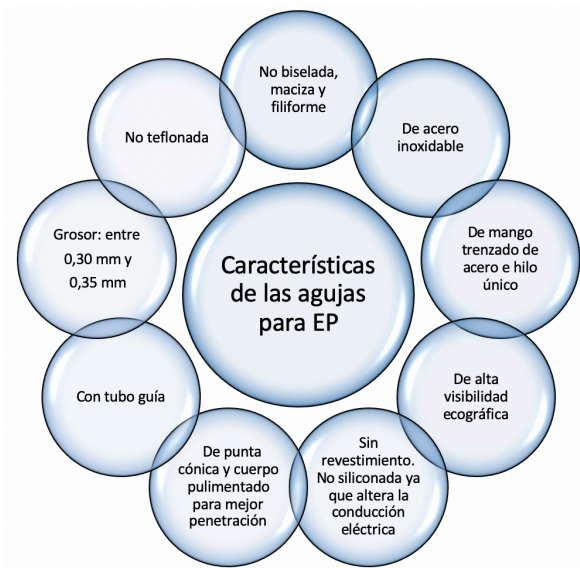 No biselada,
maciza y
filiforme
De acero
inoxidable
De mango
trenzado de
acero e hilo
único
De alta
visibilidad
ecográfica
Sin
revestimiento.
No siliconada ya
que altera la
conducción
eléctrica
De punta
cónica y cuerpo
pulimentado
para mejor
penetración
Con tubo guía
Grosor: entre
0,30 mm y
0,35 mm
No teflonada
Características
de las agujas
para EP